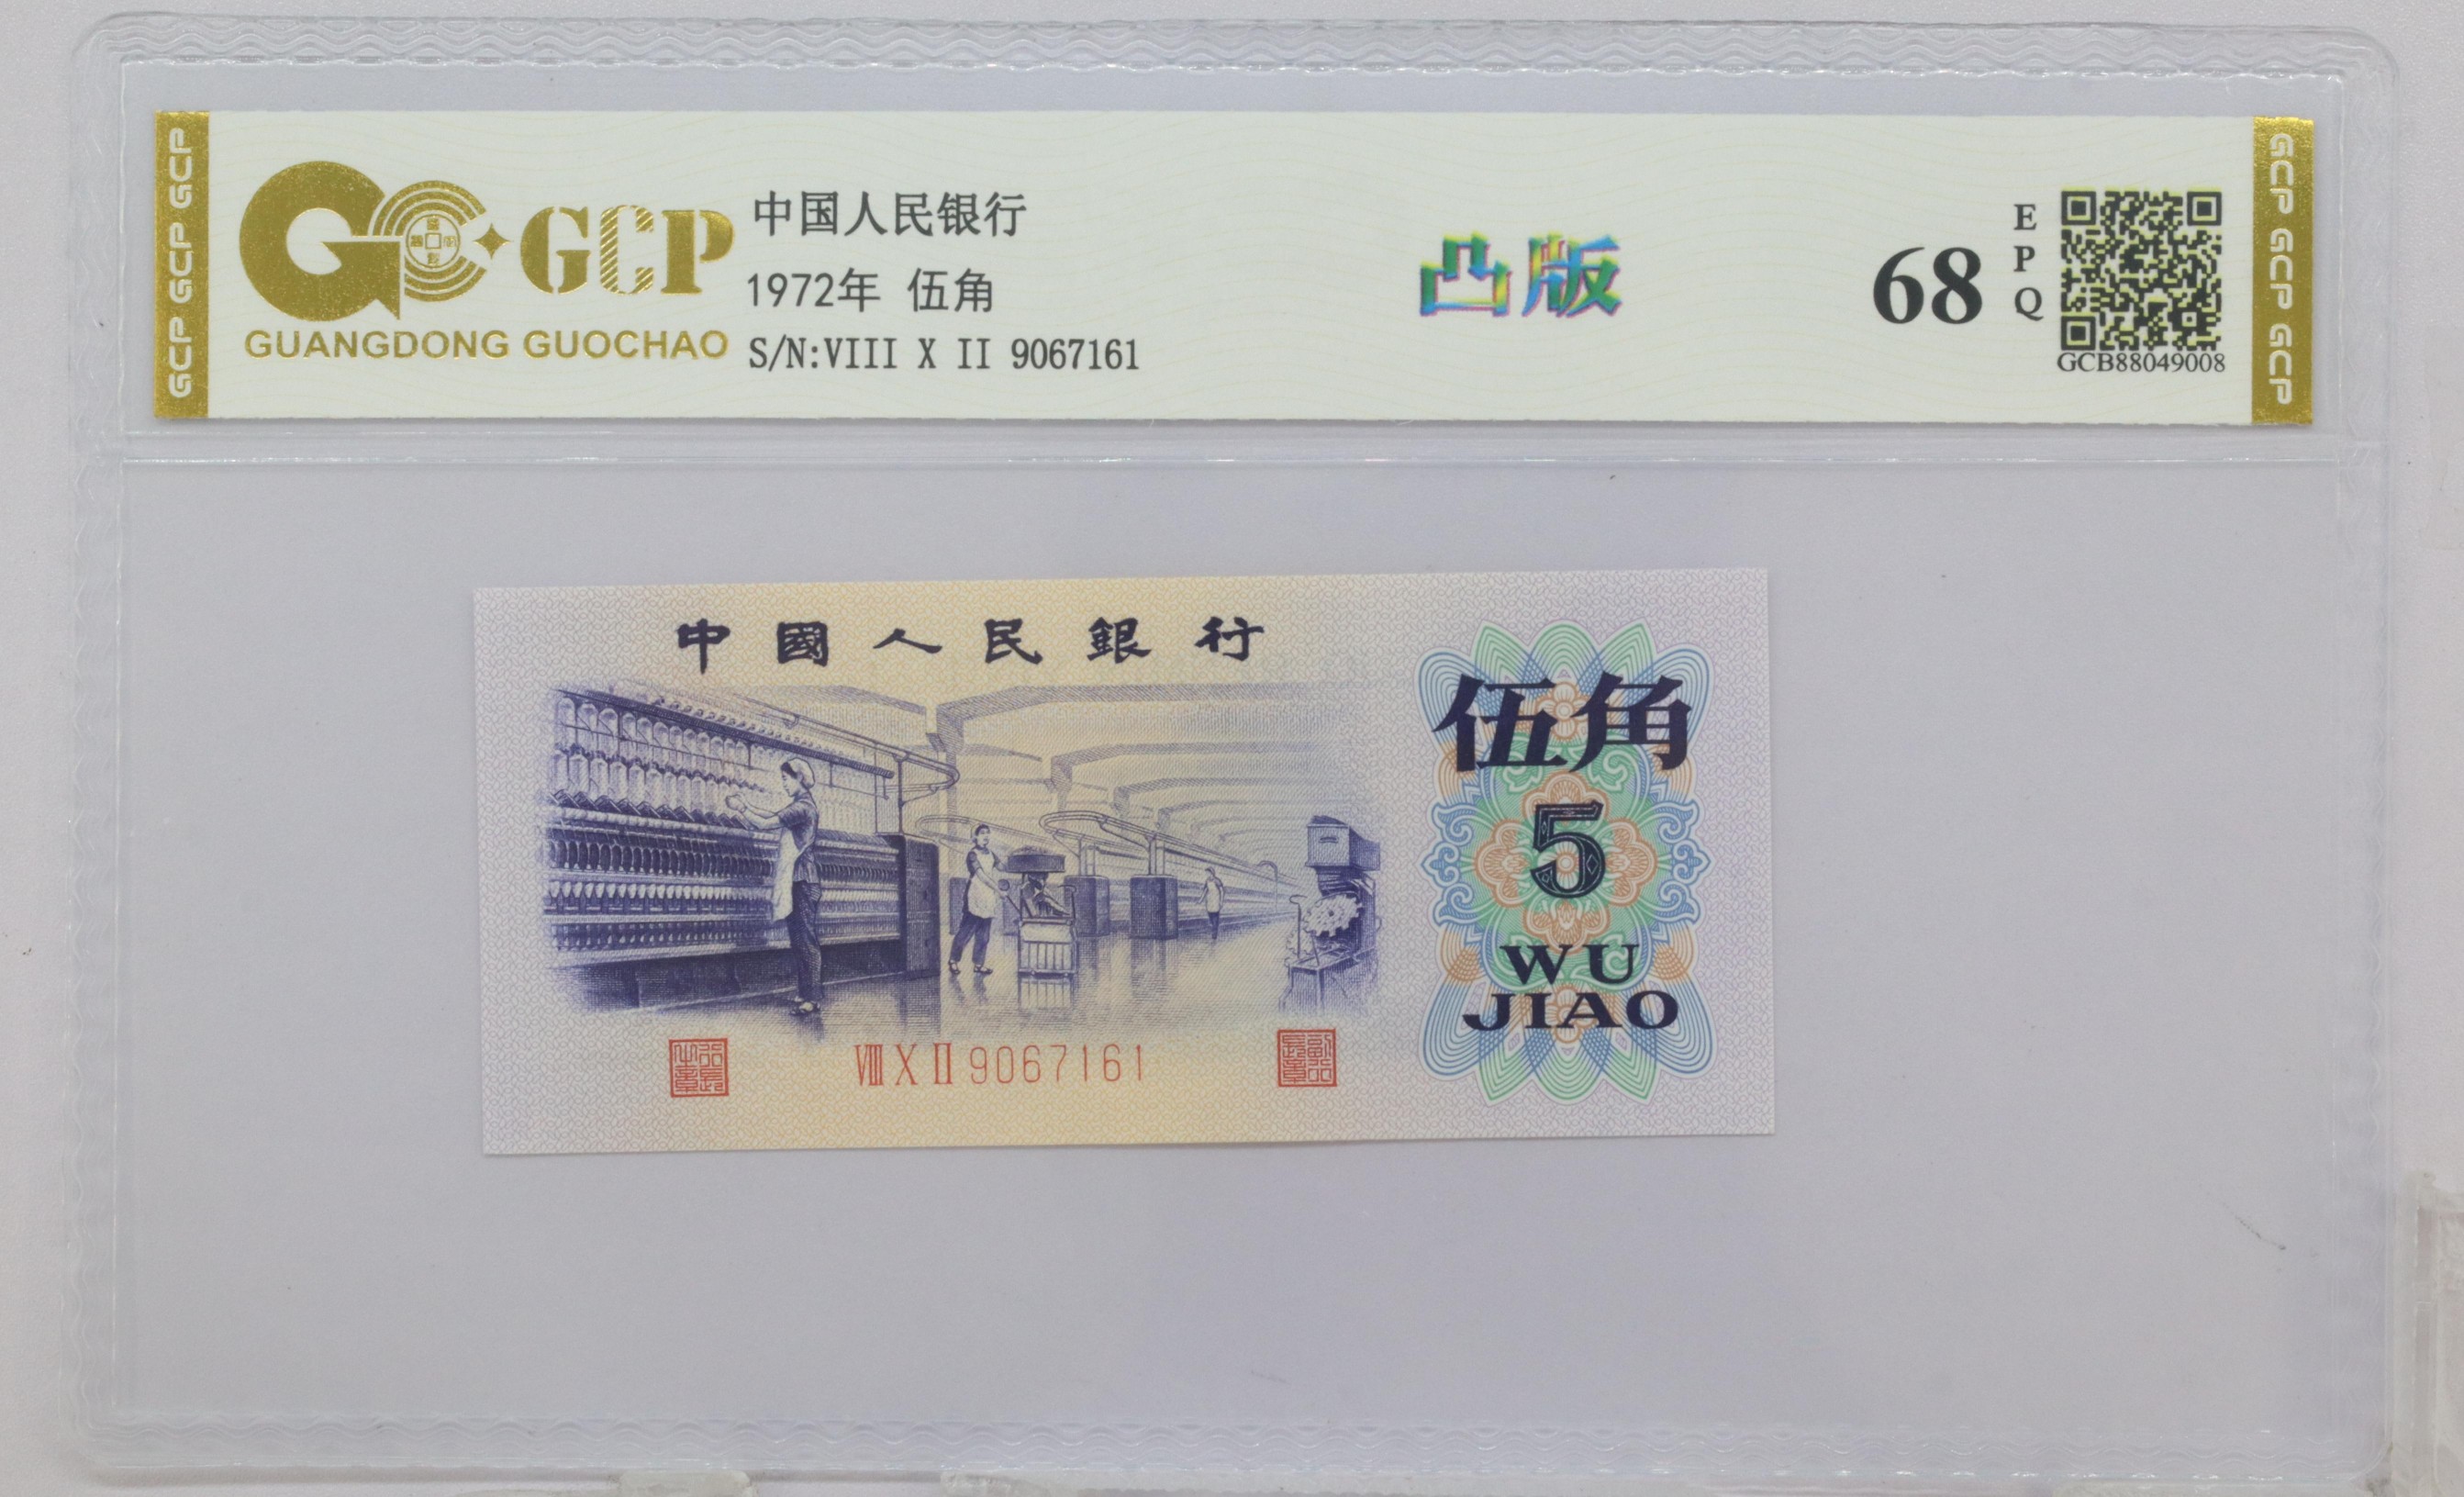 GCP GCP GCP
GCP
GUANGDONG GUOCHAO
中国人民银行
1972年 伍角
S/N:VIII X II 9067161
凸版
68
EPQ
GCB88049008
GCP GCP GCP
中國人民銀行
伍角
5
WU
JIAO
VIII X II 9067161